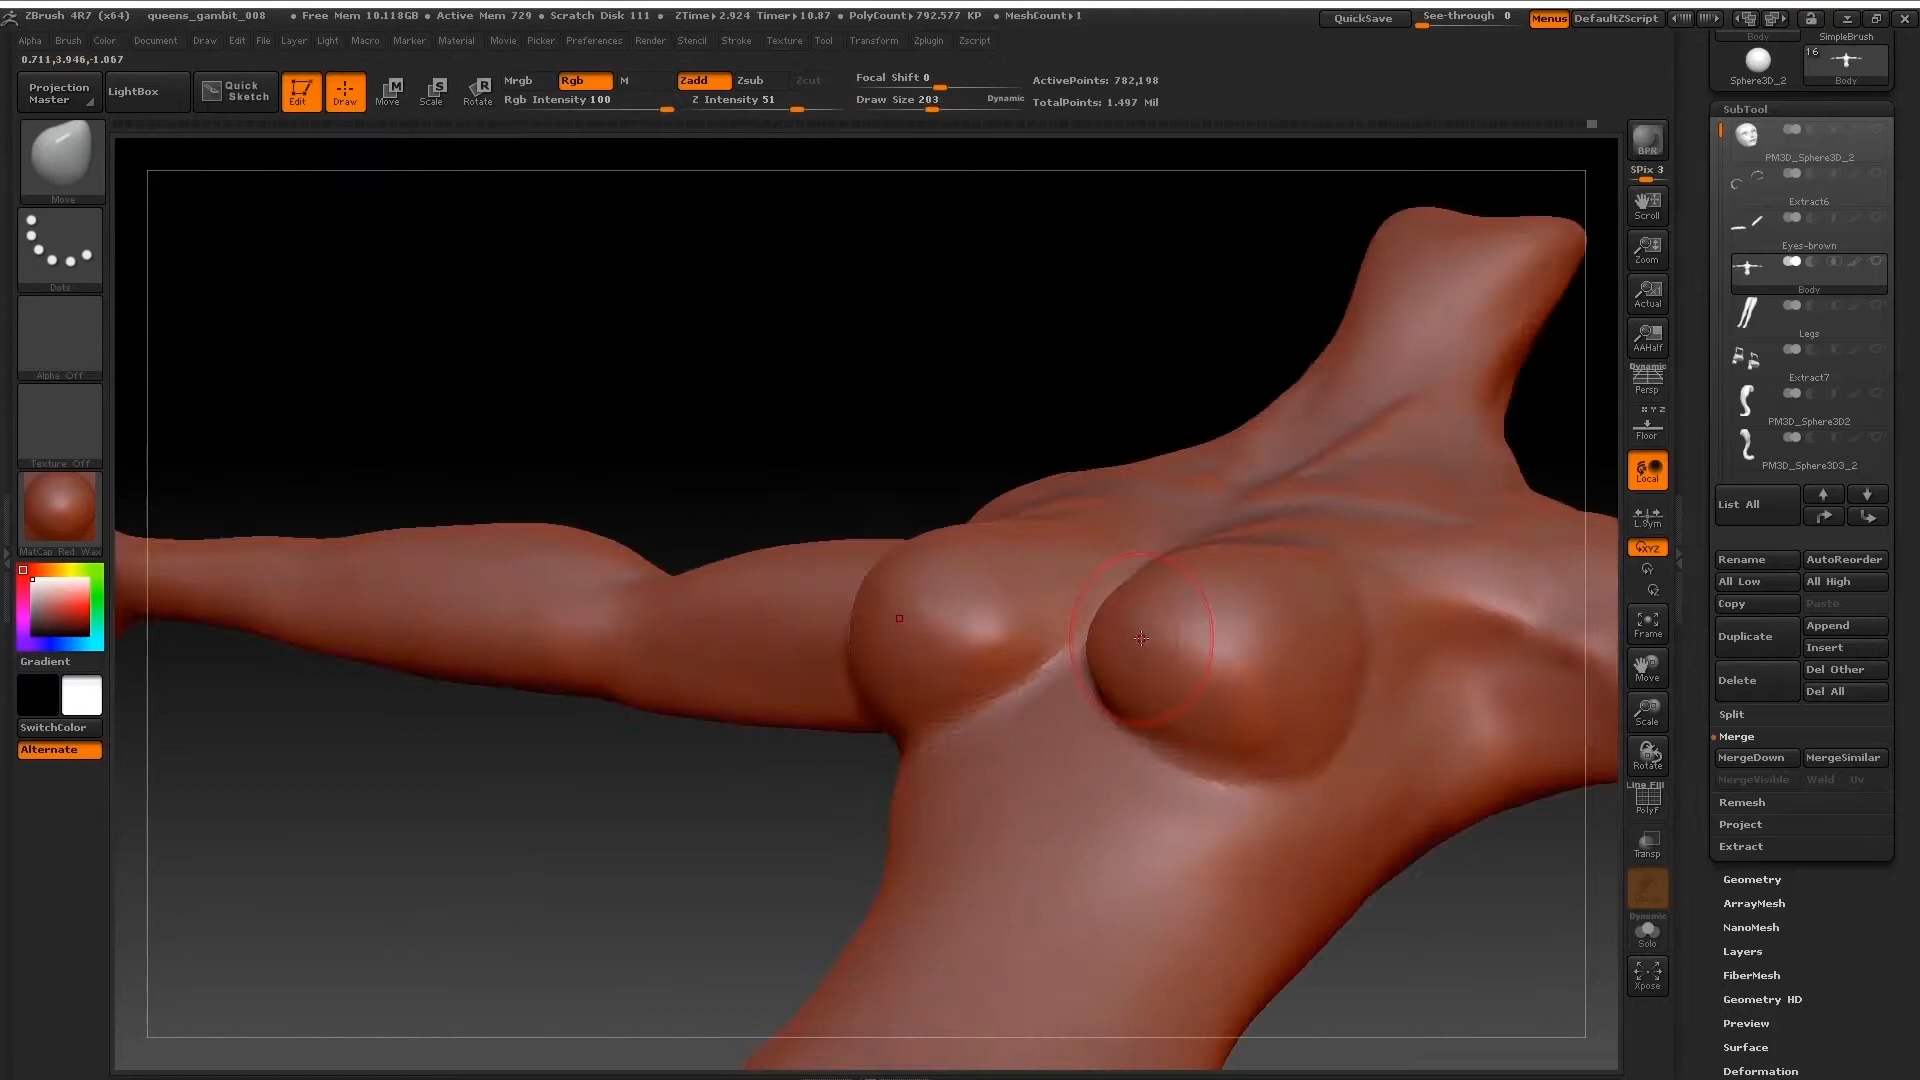 ZBrush 4R7 (x64) queens_gambit_008 • Free Mem 10.118GB • Active Mem 729 • Scratch Disk 111 • ZTime▸2.924 Timer▸10.87 • PolyCount▸792.577 KP • MeshCount▸1 QuickSave See-through 0 Menus DefaultZScript
Alpha Brush Color Document Draw Edit File Layer Light Macro Marker Material Movie Picker Preferences Render Stencil Stroke Texture Tool Transform Zplugin Zscript
0.711,3.946,-1.067
Projection Master
LightBox
Quick Sketch
Edit
Draw
Move
Scale
Rotate
Mrgb Rgb M
Rgb Intensity 100
Zadd Zsub Zcut
Z Intensity 51
Focal Shift 0
Draw Size 203 Dynamic
ActivePoints: 782,198
TotalPoints: 1.497 Mil
Move
Dots
Alpha Off
Texture Off
MatCap Red Wax
Gradient
SwitchColor
Alternate
BPR
SPix 3
Scroll
Zoom
Actual
AAHalf
Dynamic
Persp
X Y Z
Floor
Local
L.Sym
XYZ
Y
Z
Frame
Move
Scale
Rotate
Line Fill
PolyF
Transp
Dynamic
Solo
Xpose
Body SimpleBrush
Sphere3D_2
16
Body
SubTool
PM3D_Sphere3D_2
Extract6
Eyes-brown
Body
Legs
Extract7
PM3D_Sphere3D2
PM3D_Sphere3D3_2
List All
Rename AutoReorder
All Low All High
Copy Paste
Duplicate Append
Insert
Delete Del Other
Del All
Split
Merge
MergeDown MergeSimilar
MergeVisible Weld Uv
Remesh
Project
Extract
Geometry
ArrayMesh
NanoMesh
Layers
FiberMesh
Geometry HD
Preview
Surface
Deformation